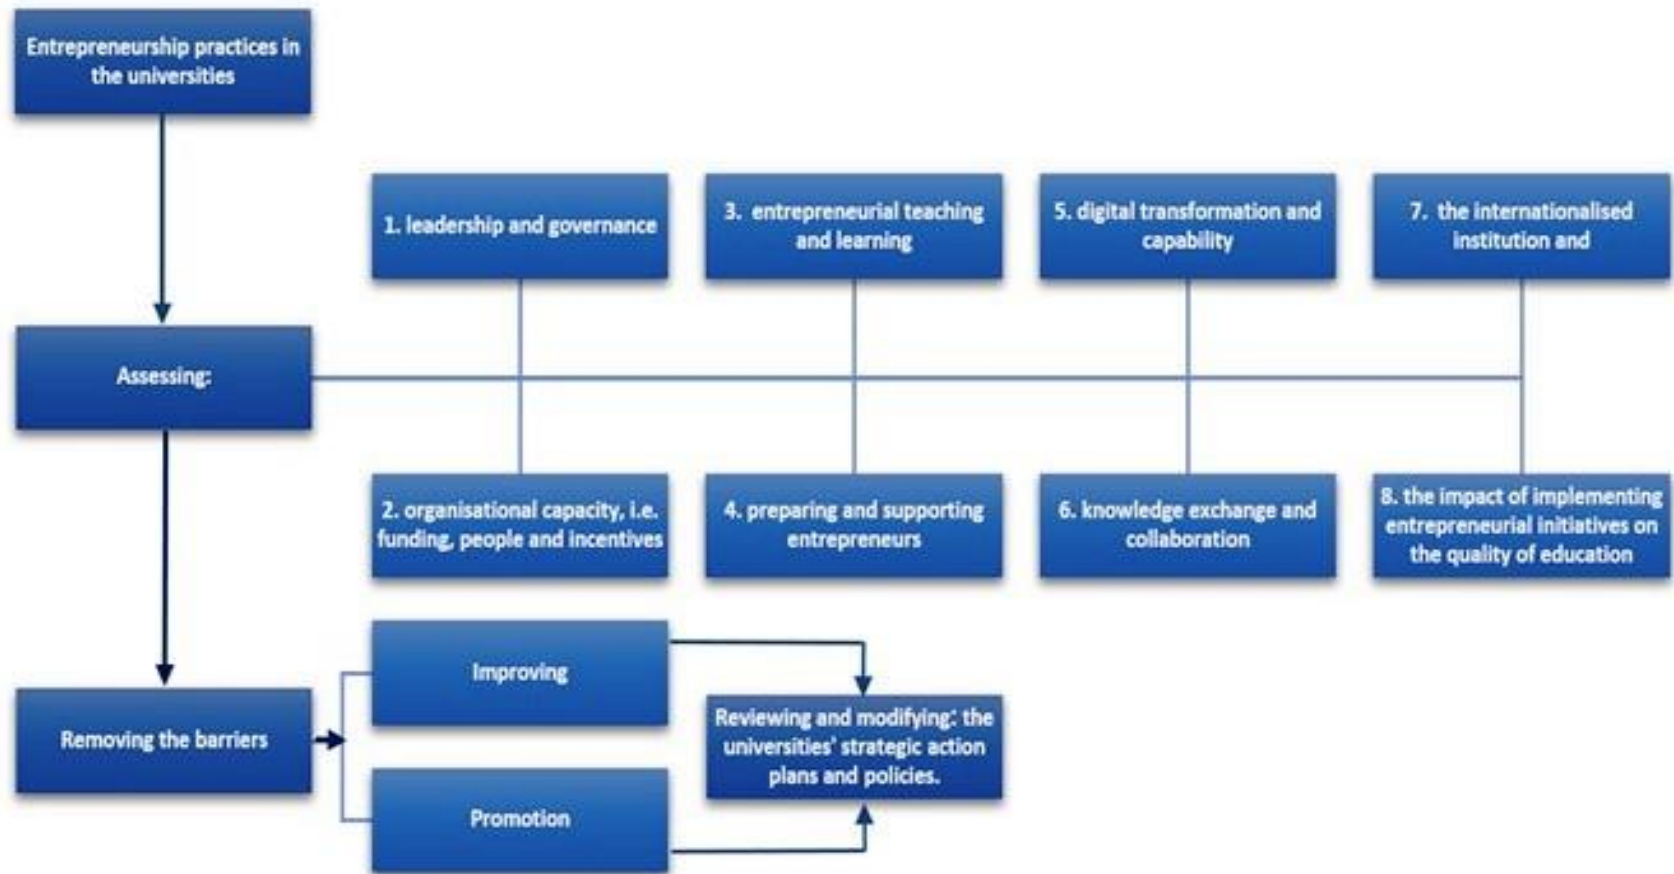 Entrepreneurship practices in
the universities
1. leadership and governance
3. entrepreneurial teaching
and learning
5. digital transformation and
capability
7. the internationalised
institution and
Assessing:
2. organisational capacity, i.e.
funding, people and incentives
4. preparing and supporting
entrepreneurs
6. knowledge exchange and
collaboration
8. the impact of implementing
entrepreneurial initiatives on
the quality of education
Removing the barriers
Improving
Promotion
Reviewing and modifying: the
universities' strategic action
plans and policies.